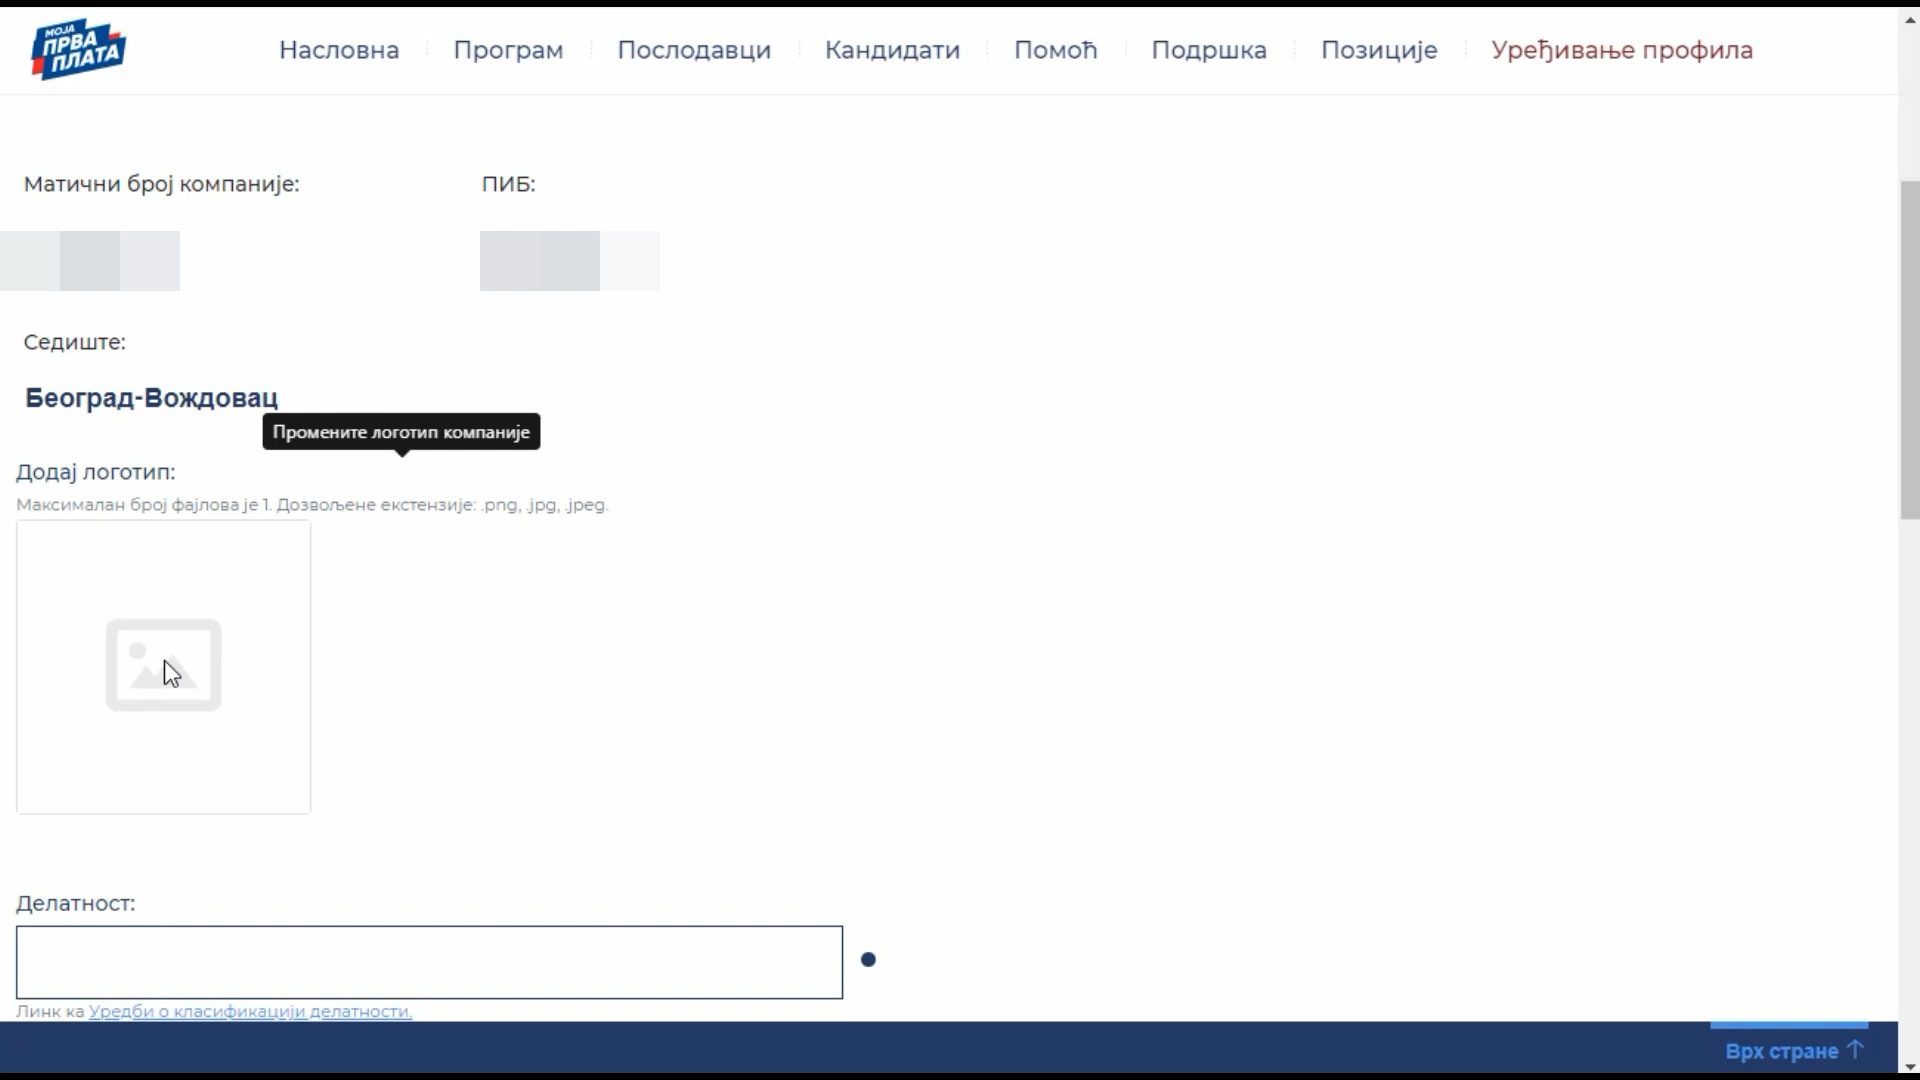 МОЈА
ПРВА
ПЛАТА
Насловна Програм Послодавци Кандидати Помоћ Подршка Позиције Уређивање профила
Матични број компаније: ПИБ:
Седиште:
Београд-Вождовац
Промените логотип компаније
Додај логотип:
Максималан број фајлова је 1. Дозвољене екстензије: .png, .jpg, .jpeg.
Делатност:
Линк ка Уредби о класификацији делатности.
Врх стране ↑